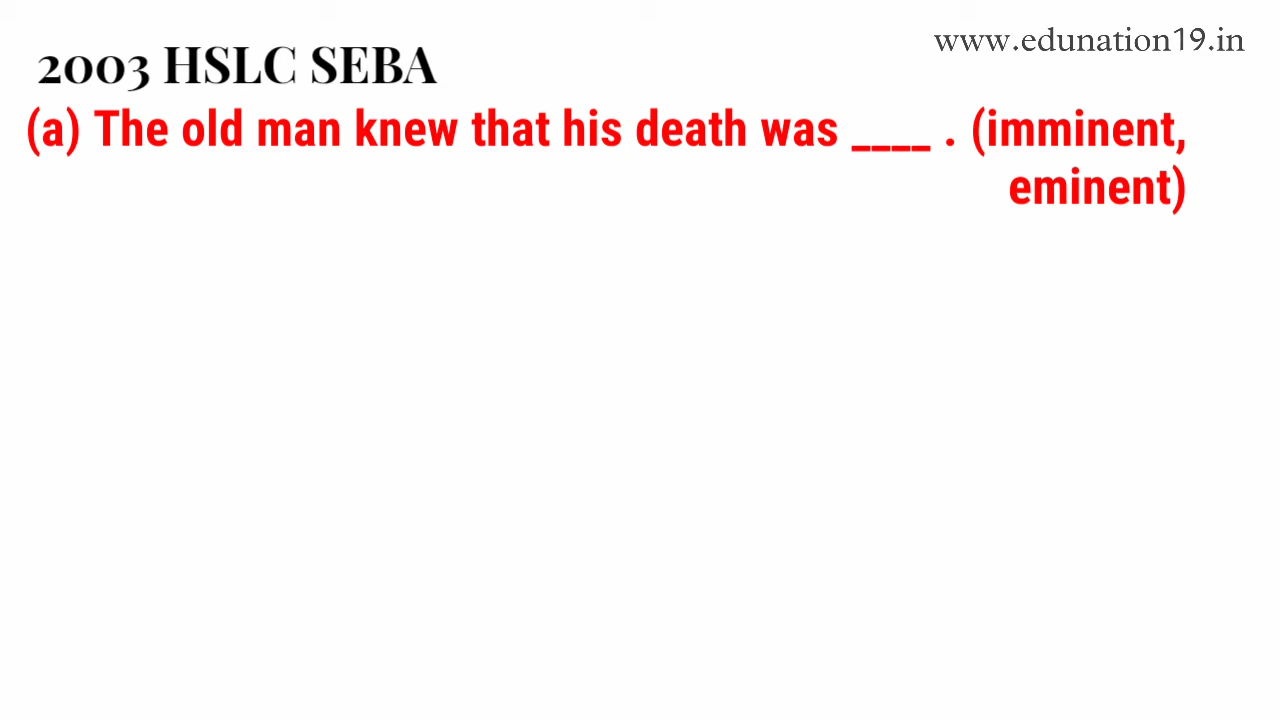 www.edunation19.in
2003 HSLC SEBA
(a) The old man knew that his death was ____ . (imminent,
eminent)